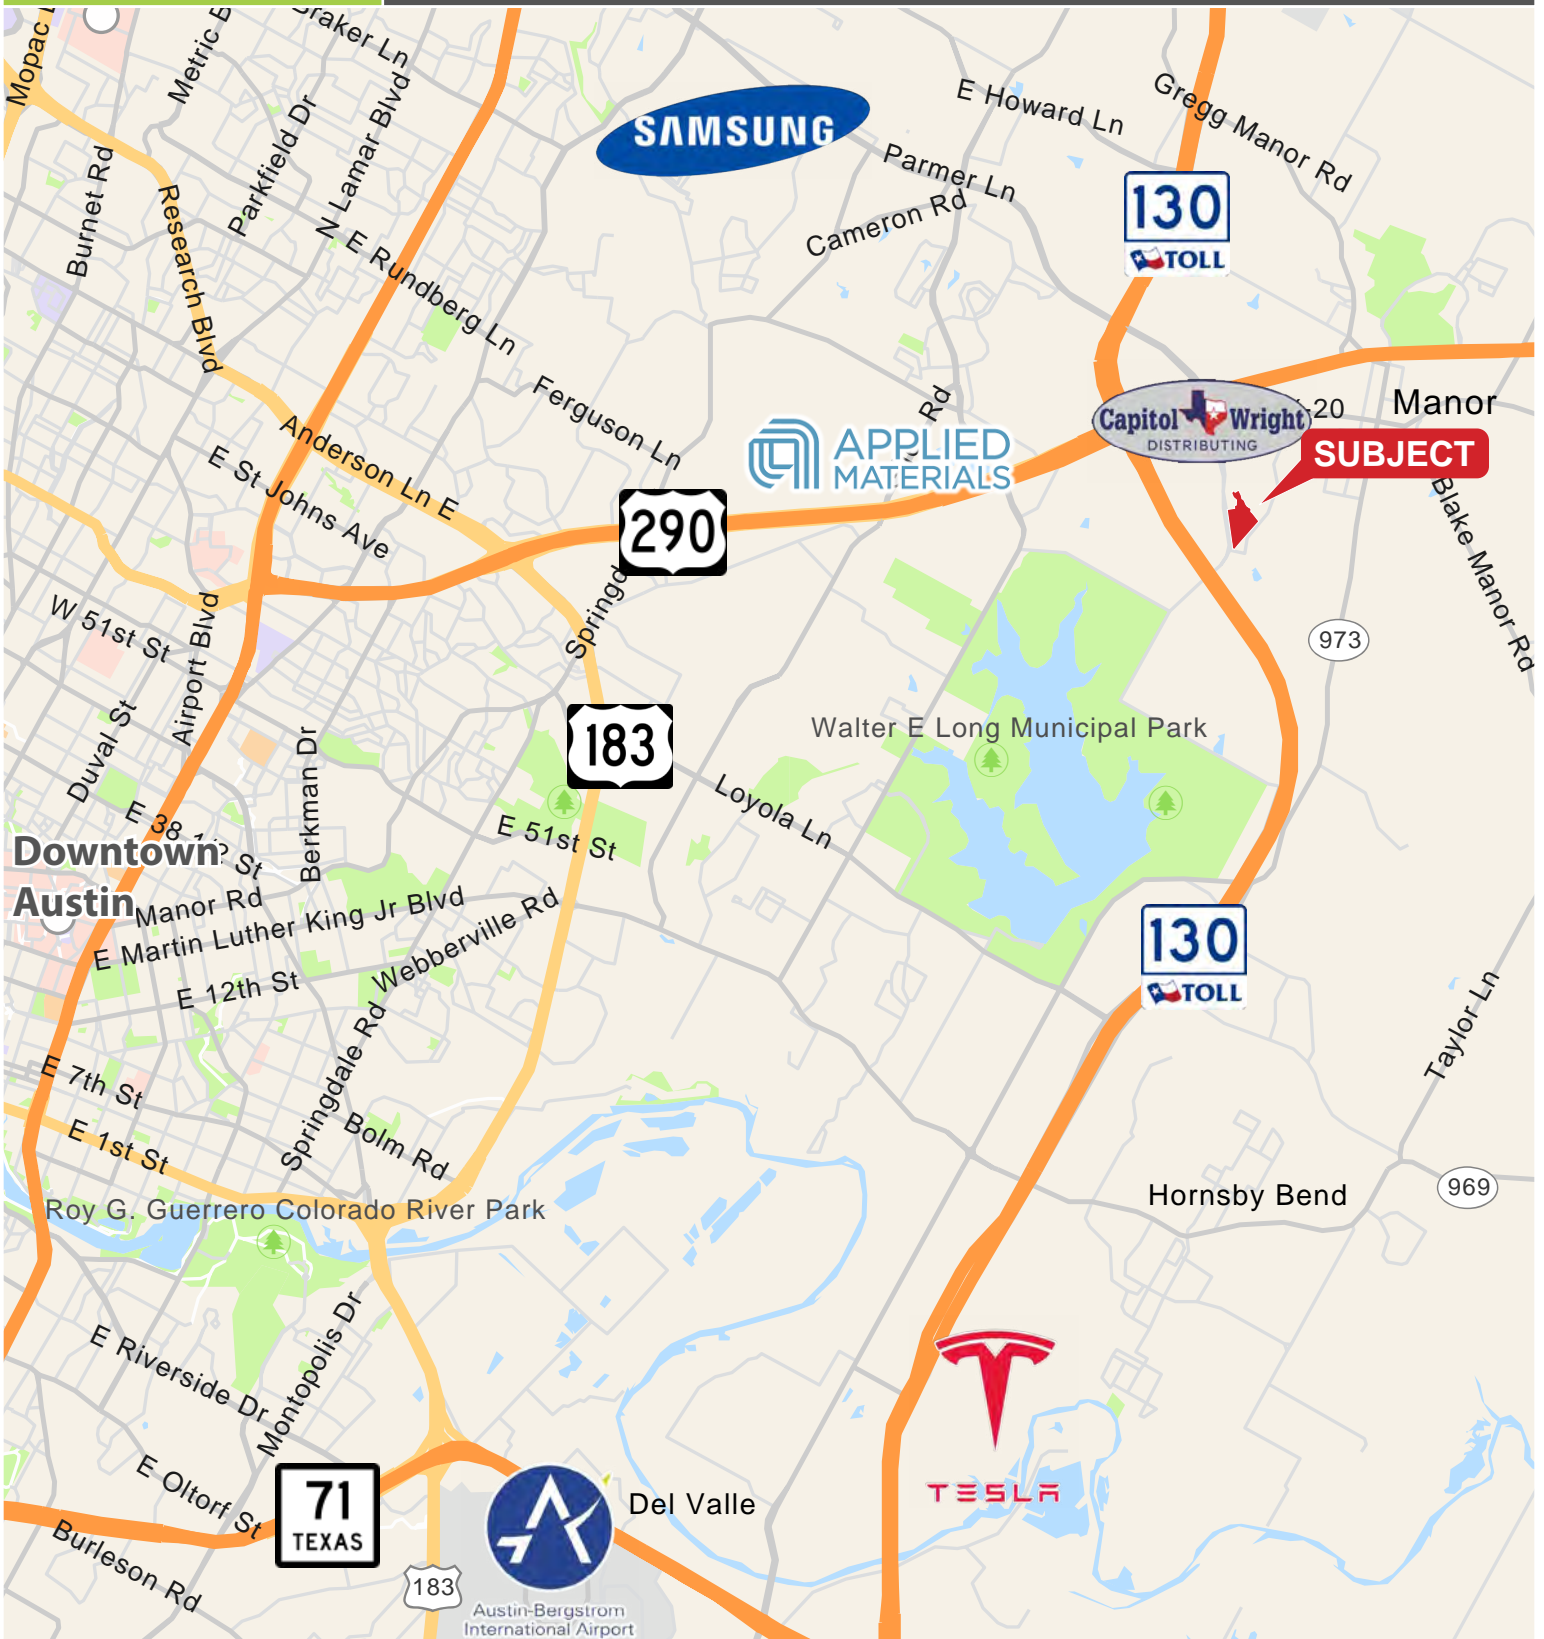 Mopac
Metric B
Braker Ln
Parkfield Dr
N Lamar Blvd
Burnet Rd
Research Blvd
E Rundberg Ln
SAMSUNG
E Howard Ln
Gregg Manor Rd
Parmer Ln
Cameron Rd
130
TOLL
Ferguson Ln
Anderson Ln E
E St Johns Ave
Rd
APPLIED
MATERIALS
Capitol Wright
DISTRIBUTING
-20
Manor
SUBJECT
290
Blake Manor Rd
Springd
W 51st St
Airport Blvd
973
Duval St
Berkman Dr
183
Walter E Long Municipal Park
Loyola Ln
E 38 1/2 St
E 51st St
Downtown
Austin
Manor Rd
E Martin Luther King Jr Blvd
Webberville Rd
E 12th St
130
TOLL
Springdale Rd
Taylor Ln
E 7th St
E 1st St
Bolm Rd
Hornsby Bend
969
Roy G. Guerrero Colorado River Park
E Riverside Dr
Montopolis Dr
E Oltorf St
71
TEXAS
Burleson Rd
183
Del Valle
TESLA
Austin-Bergstrom
International Airport